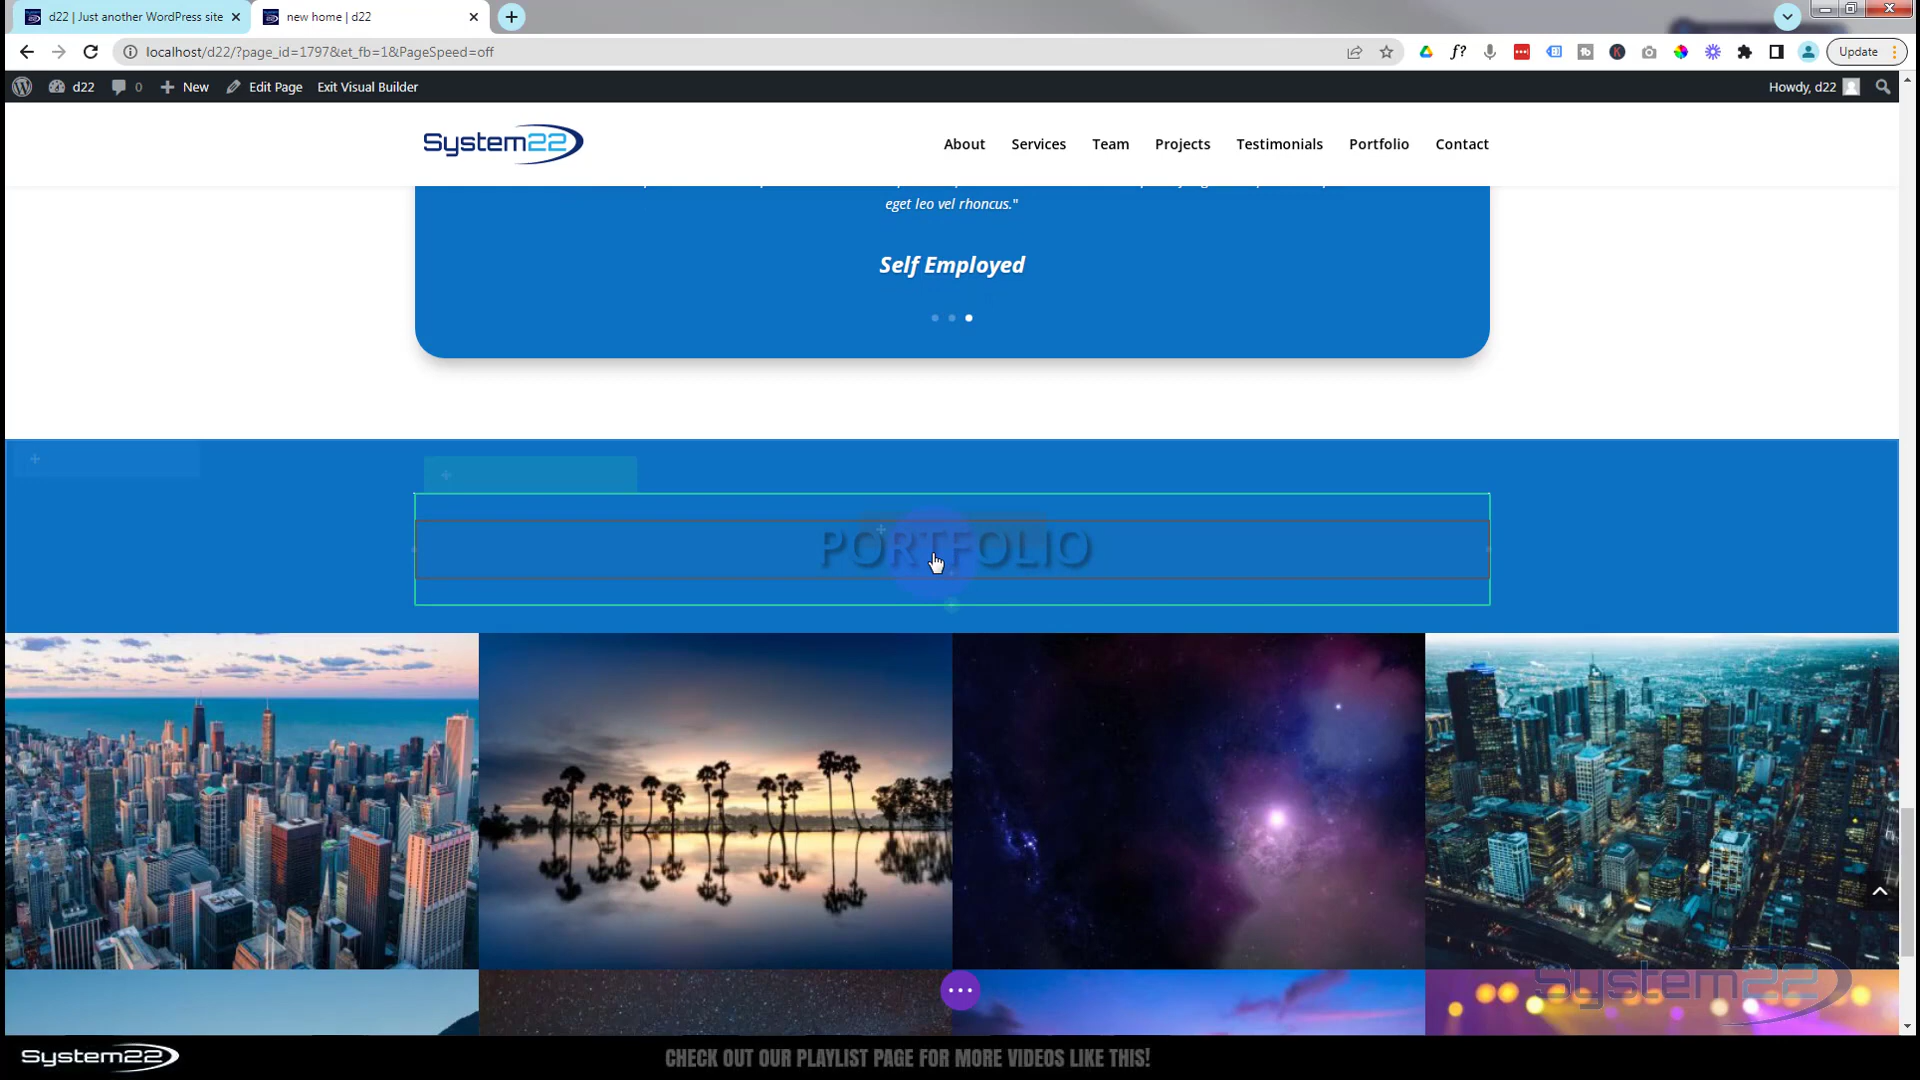 d22 | Just another WordPress site
new home | d22
localhost/d22/?page_id=1797&et_fb=1&PageSpeed=off
Update
d22
0
New
Edit Page
Exit Visual Builder
Howdy, d22
System22
About
Services
Team
Projects
Testimonials
Portfolio
Contact
eget leo vel rhoncus."
Self Employed
PORTFOLIO
System22
System22
CHECK OUT OUR PLAYLIST PAGE FOR MORE VIDEOS LIKE THIS!